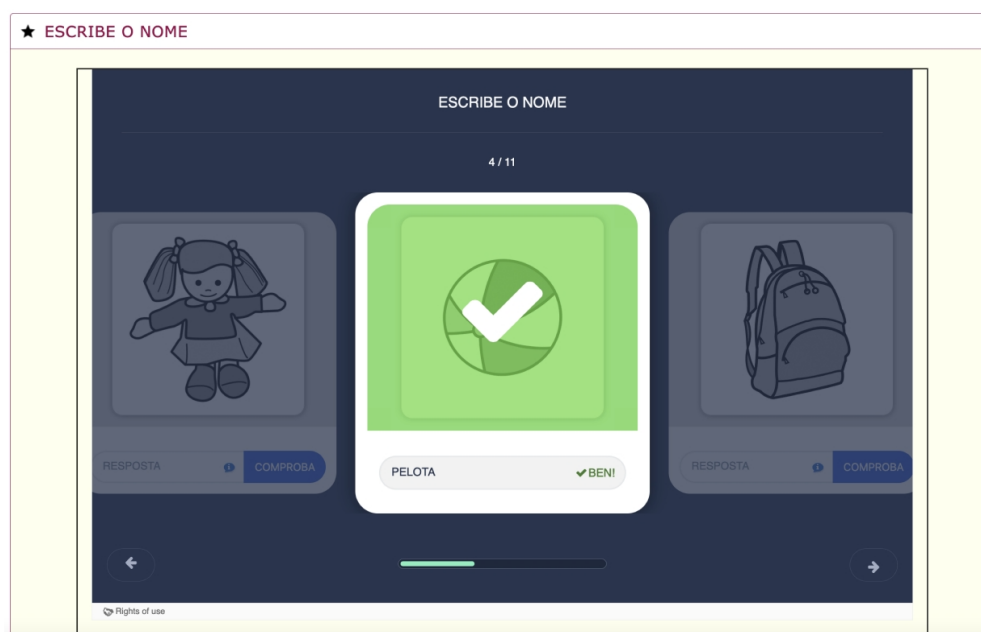 ESCRIBE O NOME
ESCRIBE O NOME
4 / 11
RESPOSTA COMPROBA
PELOTA BEN!
RESPOSTA COMPROBA
Rights of use